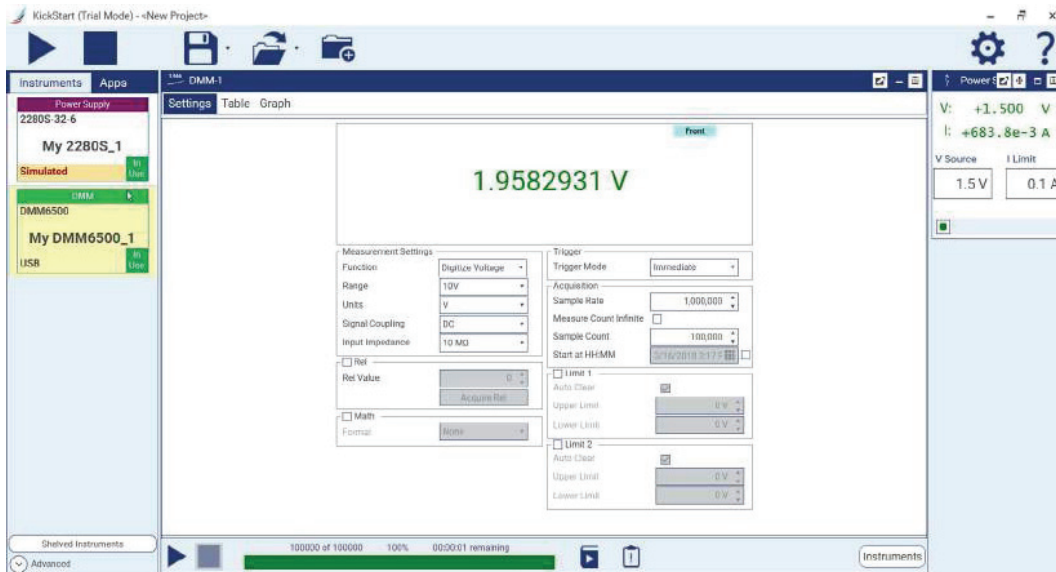 KickStart (Trial Mode) - <New Project>
Instruments Apps
Power Supply
2280S-32-6
My 2280S_1
Simulated
In Use
DMM
DMM6500
My DMM6500_1
USB
In Use
Shelved Instruments
Advanced
DMM-1
Settings Table Graph
Front
1.9582931 V
Measurement Settings
Function Digitize Voltage
Range 10V
Units V
Signal Coupling DC
Input Impedance 10 MΩ
Rel
Rel Value 0
Acquire Rel
Math
Format None
Trigger
Trigger Mode Immediate
Acquisition
Sample Rate 1,000,000
Measure Count Infinite
Sample Count 100,000
Start at HH:MM
Limit 1
Auto Clear
Upper Limit 0 V
Lower Limit 0 V
Limit 2
Auto Clear
Upper Limit 0 V
Lower Limit 0 V
100000 of 100000 - 100% 00:00:01 remaining
Instruments
Power S
V: +1.500 V
I: +683.8e-3 A
V Source I Limit
1.5 V 0.1 A